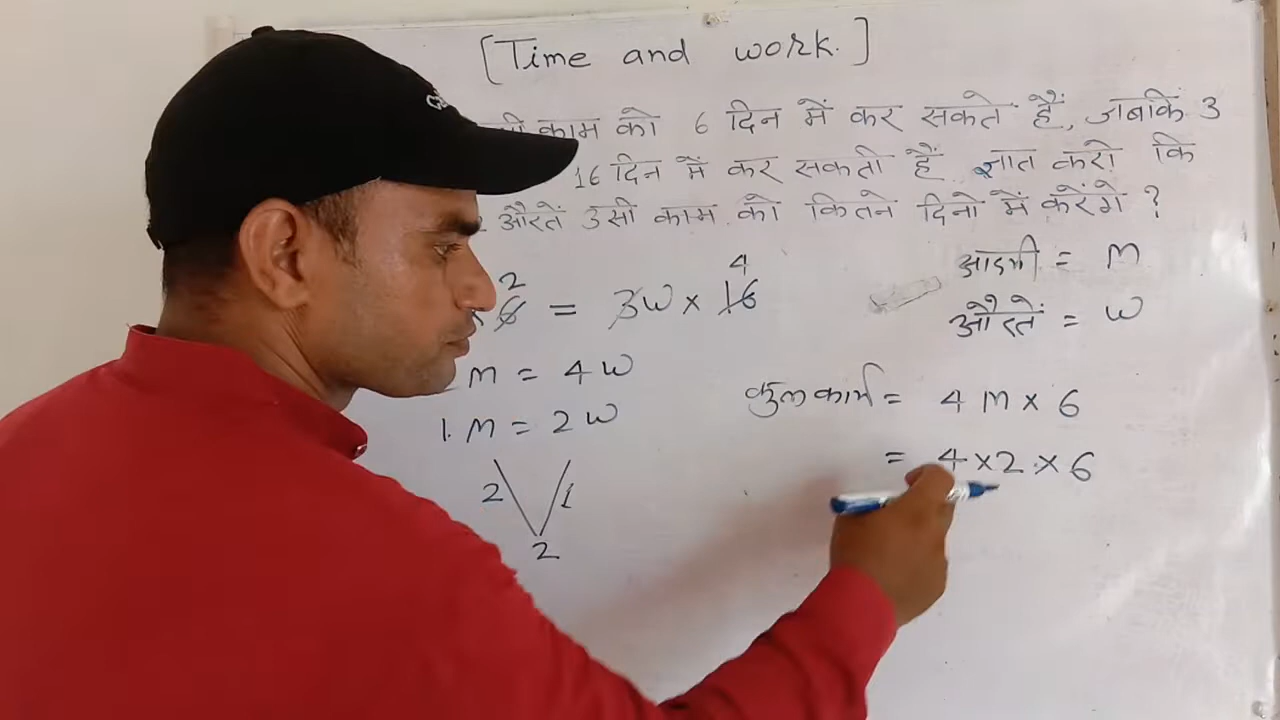 [Time and work.]
काम को 6 दिन में कर सकते हैं, जबकि 3
16 दिन में कर सकती हैं ज्ञात करो कि
औरतें उसी काम को कितने दिनो में करेंगे ?
आदमी = M
औरतें = W
2 4
× 6 = 3W × 16
M = 4W
1. M = 2W
2 1
2
कुल कार्य = 4 M × 6
= 4 × 2 × 6